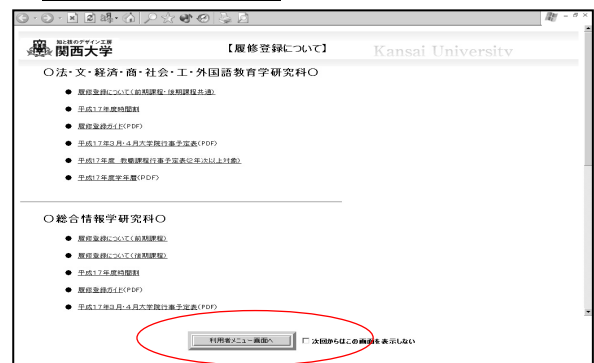 知と技のデザイン工房
関西大学 【履修登録について】 Kansai University
〇法・文・経済・商・社会・工・外国語教育学研究科〇
● 履修登録について(前期課程・後期課程共通)
● 平成17年度時間割
● 履修登録ガイド(PDF)
● 平成17年3月・4月大学院行事予定表(PDF)
● 平成17年度 教職課程行事予定表(2年次以上対象)
● 平成17年度学年暦(PDF)
〇総合情報学研究科〇
● 履修登録について(前期課程)
● 履修登録について(後期課程)
● 平成17年度時間割
● 履修登録ガイド(PDF)
● 平成17年3月・4月大学院行事予定表(PDF)
利用者メニュー画面へ 次回からはこの画面を表示しない